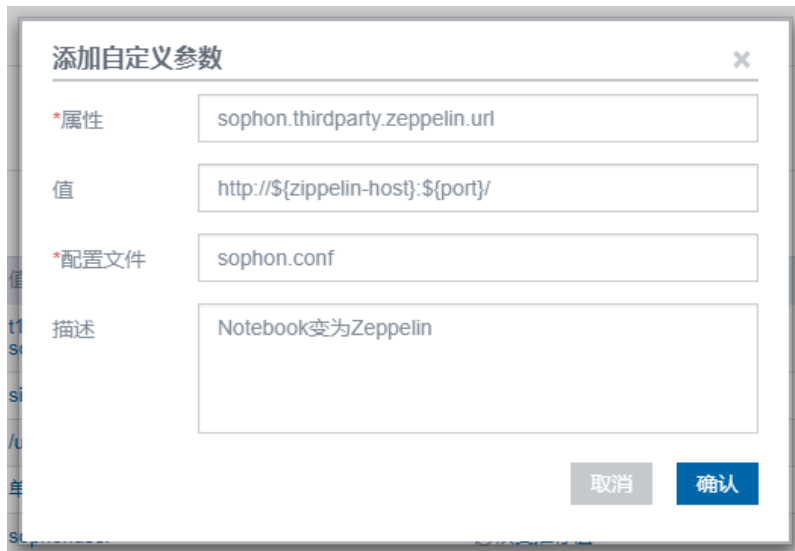 添加自定义参数 ×
*属性 sophon.thirdparty.zeppelin.url
值 http://${zippelin-host}:${port}/
*配置文件 sophon.conf
描述 Notebook变为Zeppelin
取消 确认